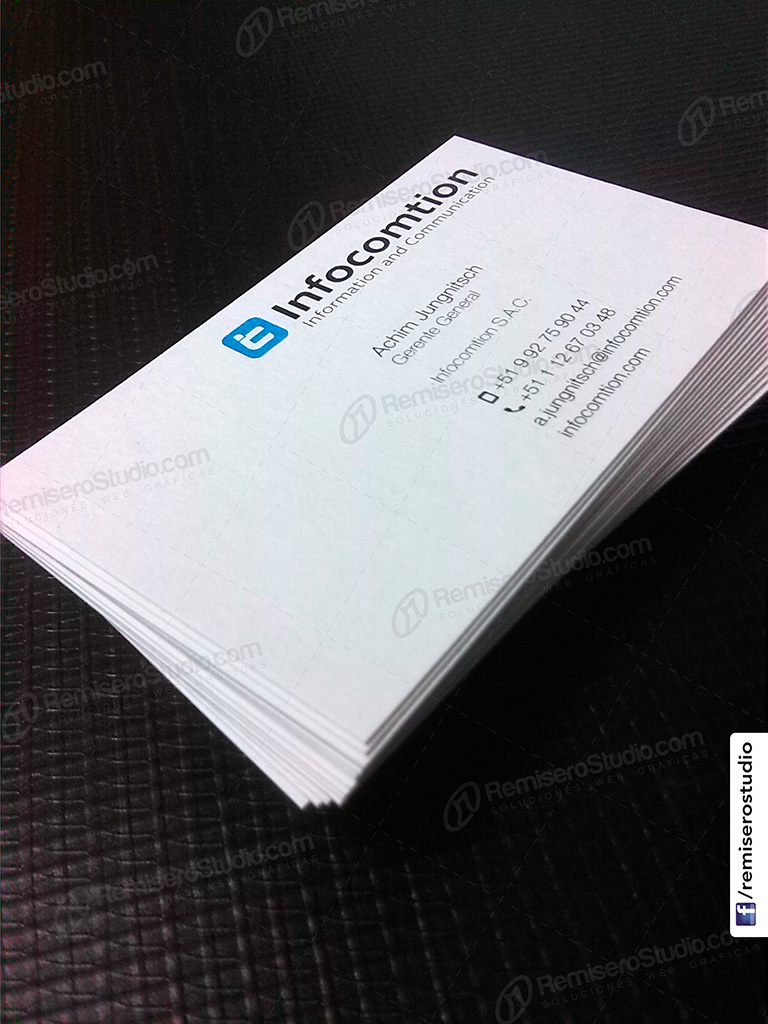 Infocomtion
Information and Communication
Achim Jungnitsch
Gerente General
Infocomtion S.A.C.
+51 9 92 75 90 44
+51 1 12 67 03 48
a.jungnitsch@infocomtion.com
infocomtion.com
/remiserostudio
RemiseroStudio.com
SOLUCIONES WEB GRÁFICAS